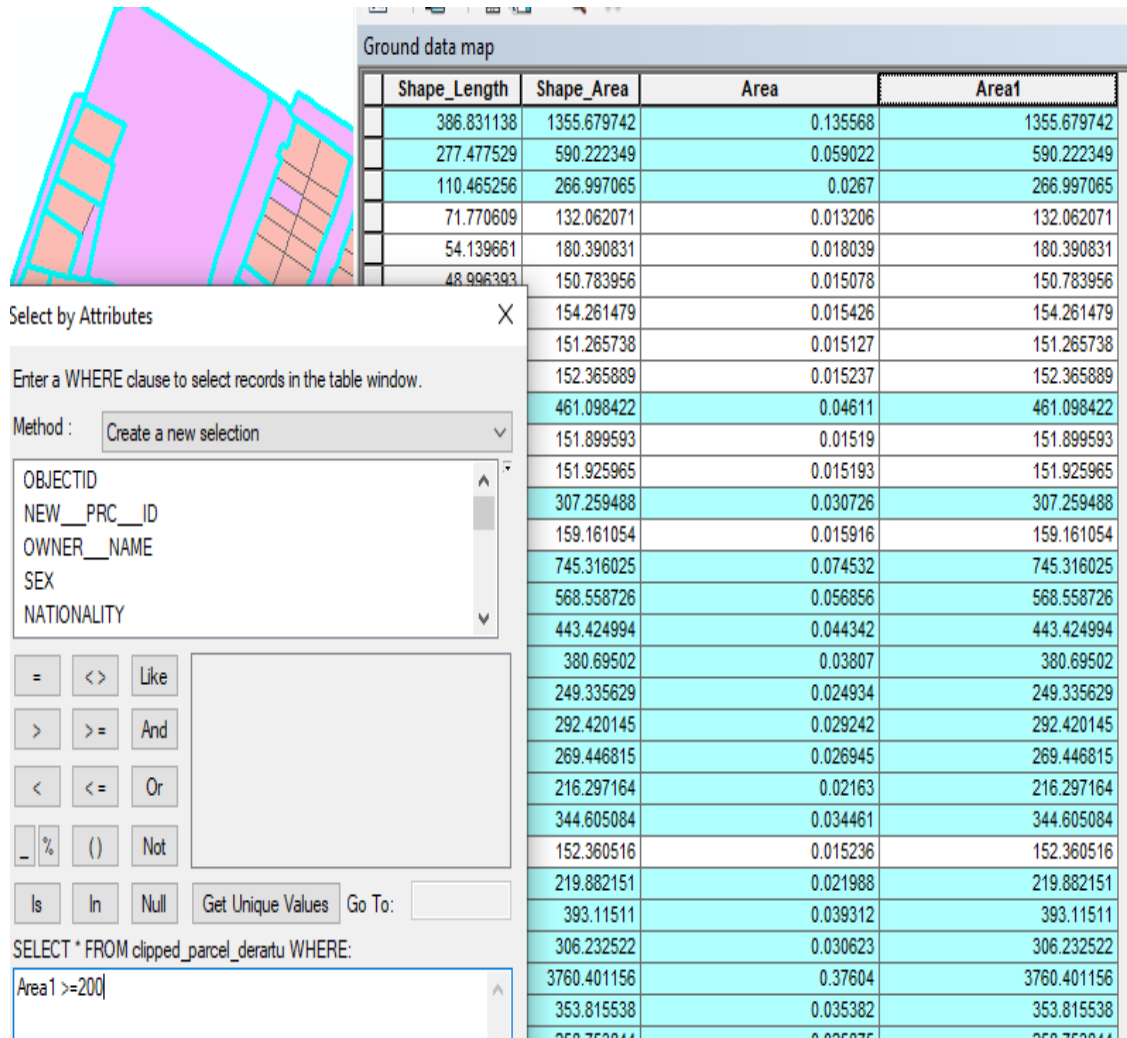 Ground data map
Shape_Length Shape_Area Area Area1
386.831138 1355.679742 0.135568 1355.679742
277.477529 590.222349 0.059022 590.222349
110.465256 266.997065 0.0267 266.997065
71.770609 132.062071 0.013206 132.062071
54.139661 180.390831 0.018039 180.390831
48.996393 150.783956 0.015078 150.783956
154.261479 0.015426 154.261479
151.265738 0.015127 151.265738
152.365889 0.015237 152.365889
461.098422 0.04611 461.098422
151.899593 0.01519 151.899593
151.925965 0.015193 151.925965
307.259488 0.030726 307.259488
159.161054 0.015916 159.161054
745.316025 0.074532 745.316025
568.558726 0.056856 568.558726
443.424994 0.044342 443.424994
380.69502 0.03807 380.69502
249.335629 0.024934 249.335629
292.420145 0.029242 292.420145
269.446815 0.026945 269.446815
216.297164 0.02163 216.297164
344.605084 0.034461 344.605084
152.360516 0.015236 152.360516
219.882151 0.021988 219.882151
393.11511 0.039312 393.11511
306.232522 0.030623 306.232522
3760.401156 0.37604 3760.401156
353.815538 0.035382 353.815538
Select by Attributes X
Enter a WHERE clause to select records in the table window.
Method : Create a new selection
OBJECTID
NEW___PRC___ID
OWNER___NAME
SEX
NATIONALITY
= < > Like
> > = And
< < = Or
_ % ( ) Not
Is In Null Get Unique Values Go To:
SELECT * FROM clipped_parcel_derartu WHERE:
Area1 >=200